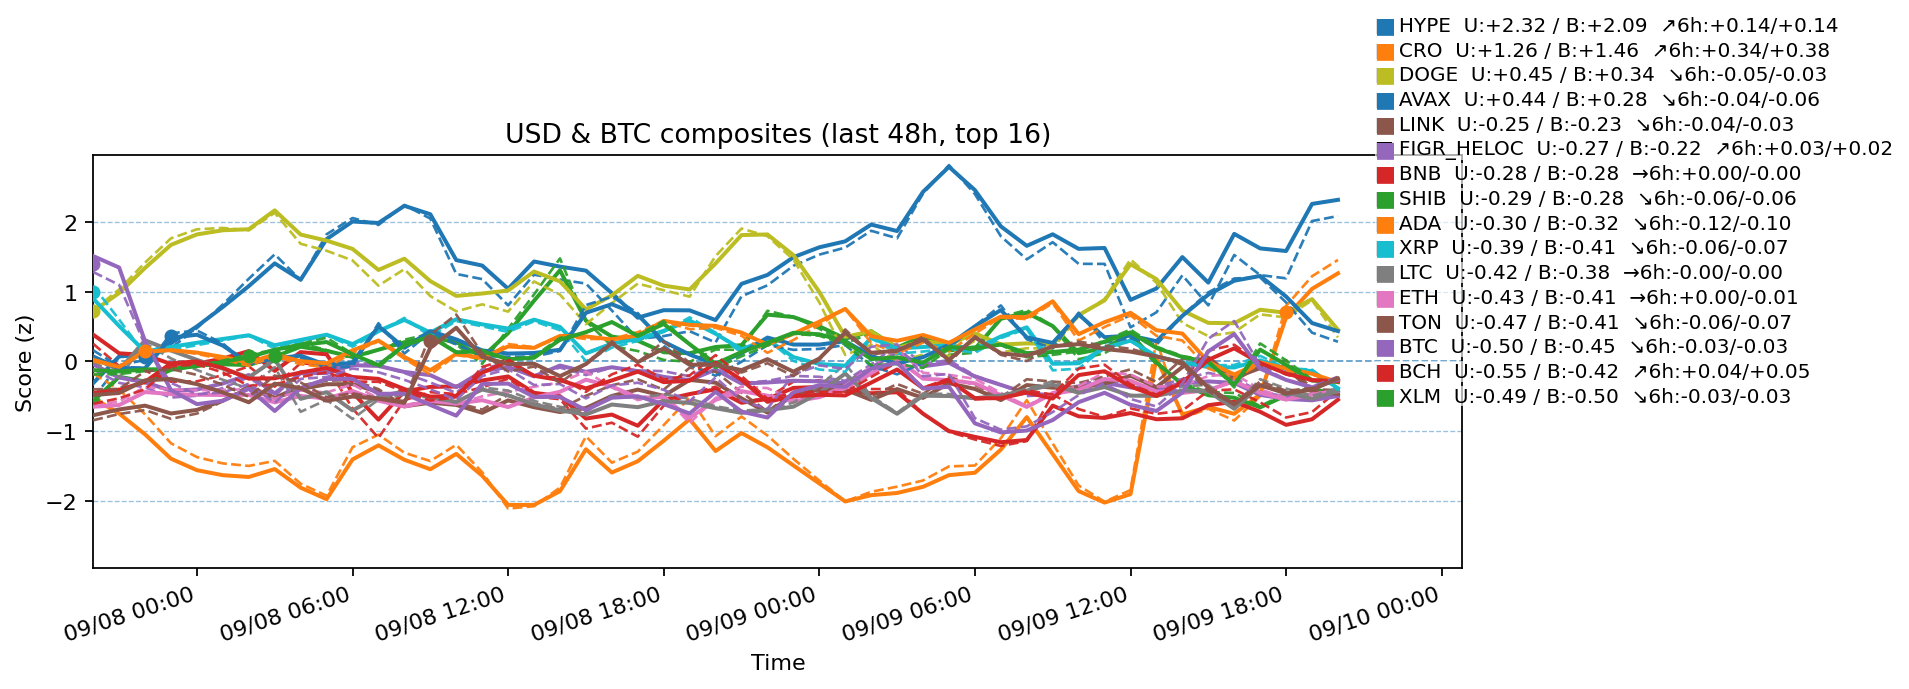 HYPE  U:+2.32 / B:+2.09  ↗6h:+0.14/+0.14
CRO  U:+1.26 / B:+1.46  ↗6h:+0.34/+0.38
DOGE  U:+0.45 / B:+0.34  ↘6h:-0.05/-0.03
AVAX  U:+0.44 / B:+0.28  ↘6h:-0.04/-0.06
LINK  U:-0.25 / B:-0.23  ↘6h:-0.04/-0.03
FIGR_HELOC  U:-0.27 / B:-0.22  ↗6h:+0.03/+0.02
BNB  U:-0.28 / B:-0.28  →6h:+0.00/-0.00
SHIB  U:-0.29 / B:-0.28  ↘6h:-0.06/-0.06
ADA  U:-0.30 / B:-0.32  ↘6h:-0.12/-0.10
XRP  U:-0.39 / B:-0.41  ↘6h:-0.06/-0.07
LTC  U:-0.42 / B:-0.38  →6h:-0.00/-0.00
ETH  U:-0.43 / B:-0.41  →6h:+0.00/-0.01
TON  U:-0.47 / B:-0.41  ↘6h:-0.06/-0.07
BTC  U:-0.50 / B:-0.45  ↘6h:-0.03/-0.03
BCH  U:-0.55 / B:-0.42  ↗6h:+0.04/+0.05
XLM  U:-0.49 / B:-0.50  ↘6h:-0.03/-0.03
USD & BTC composites (last 48h, top 16)
Score (z)
2
1
0
−1
−2
09/08 00:00
09/08 06:00
09/08 12:00
09/08 18:00
09/09 00:00
09/09 06:00
09/09 12:00
09/09 18:00
09/10 00:00
Time